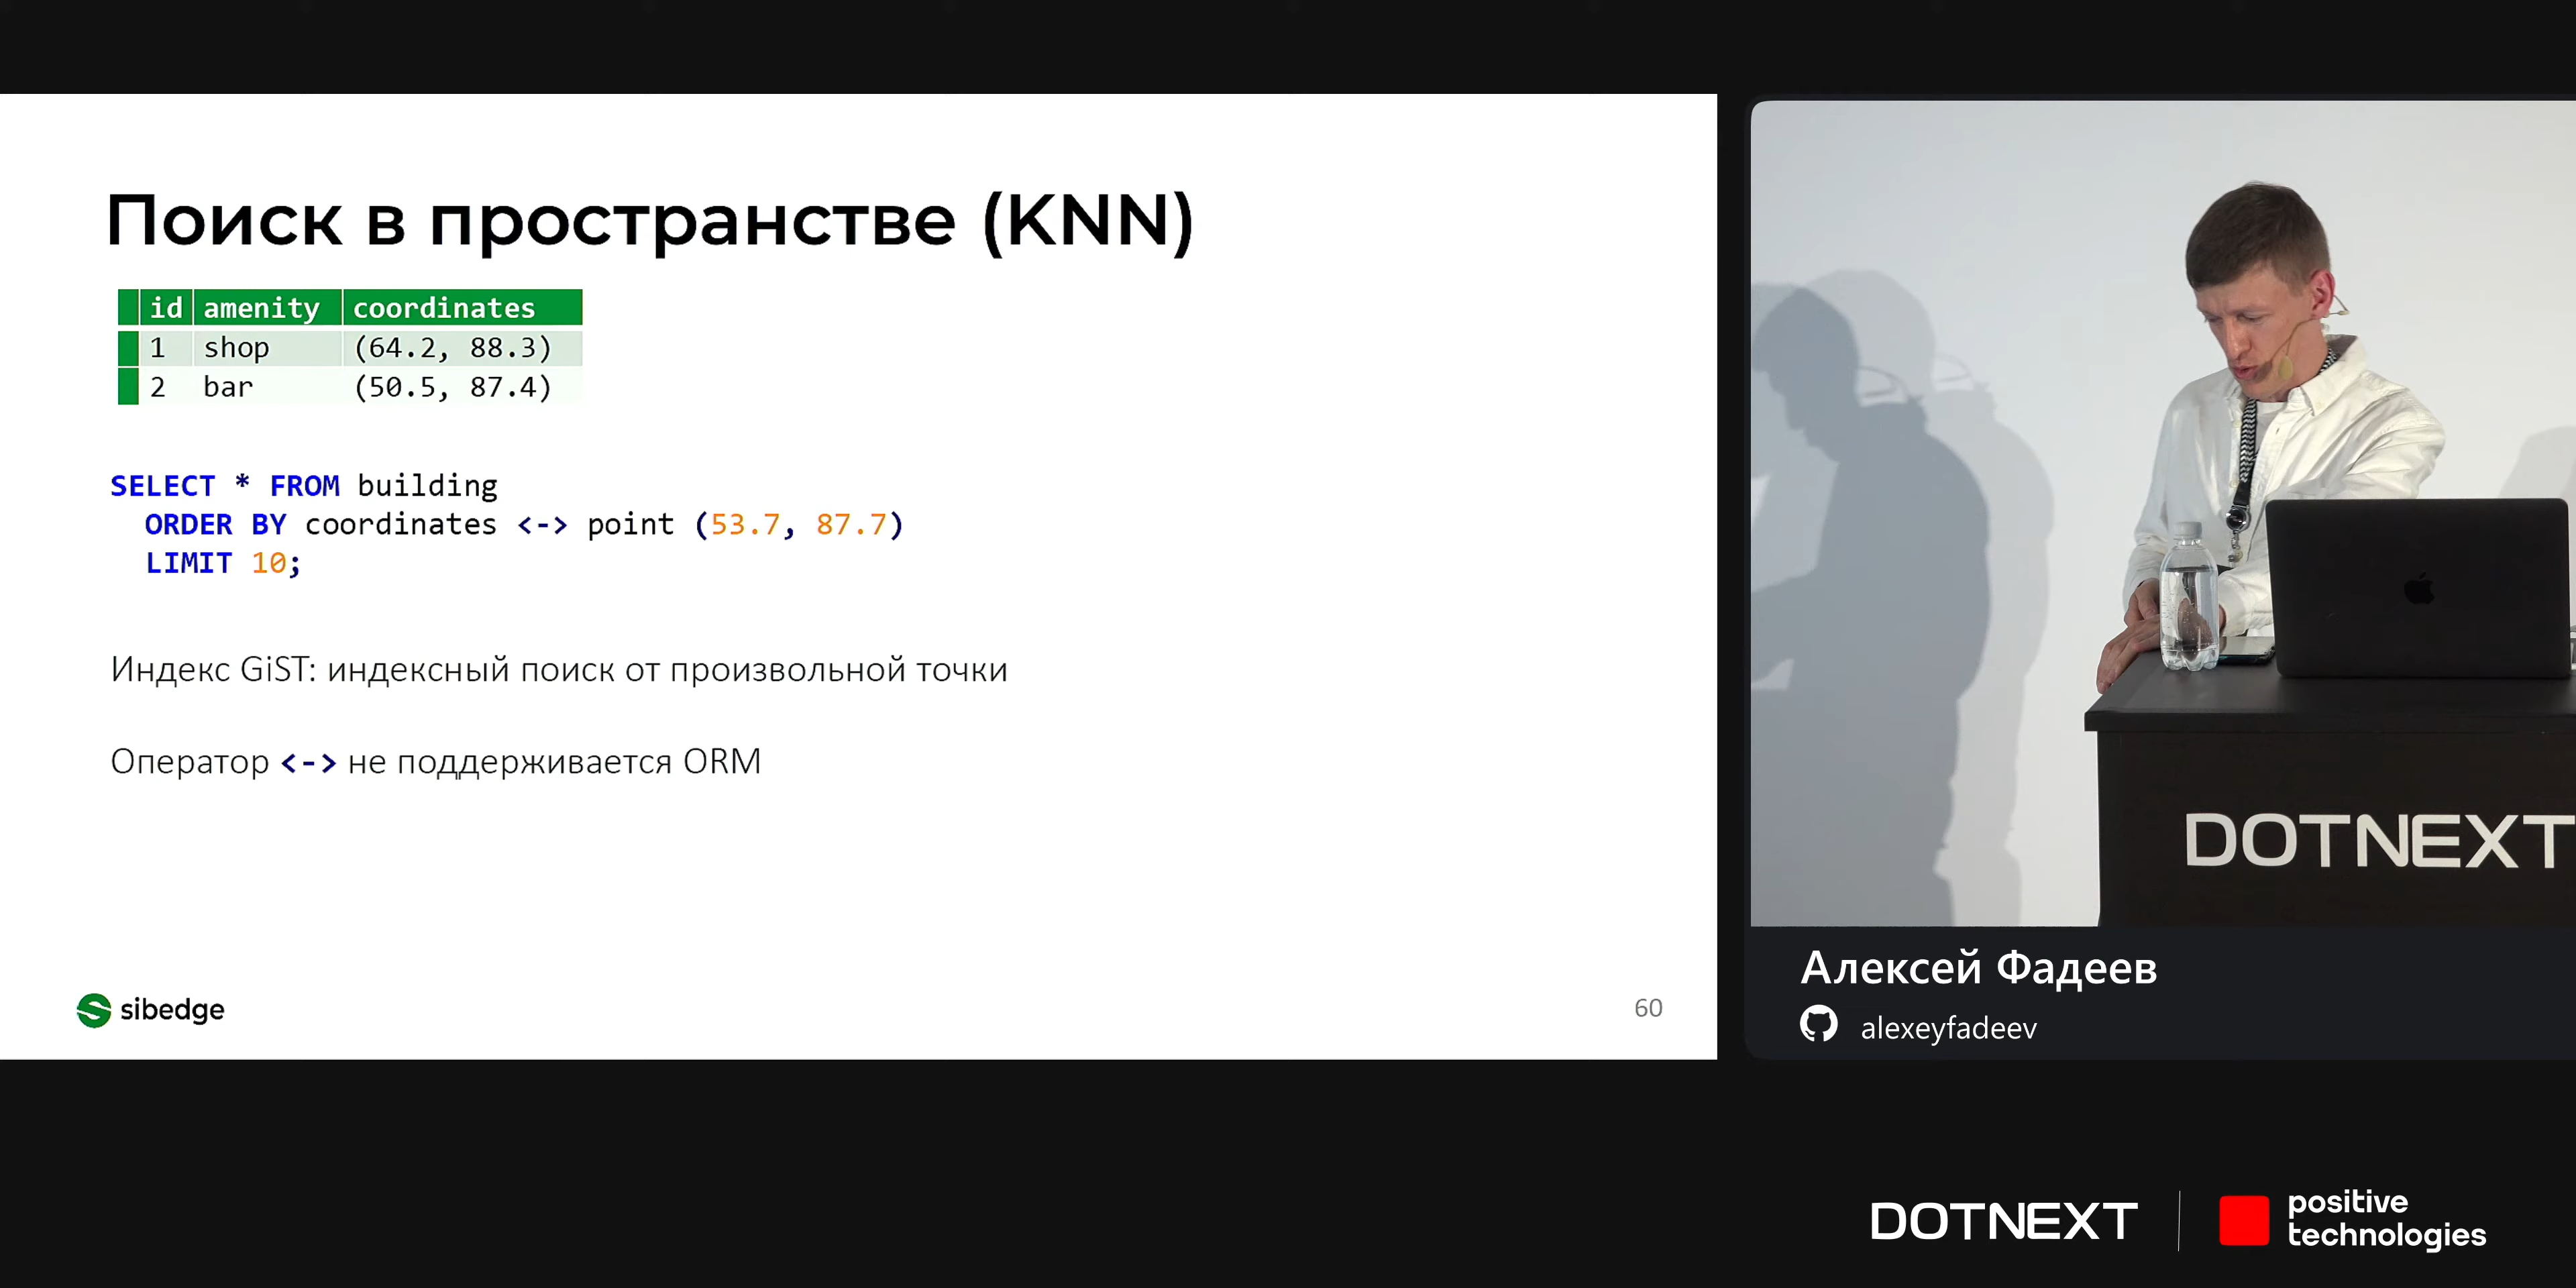 Поиск в пространстве (KNN)
id amenity coordinates
1 shop (64.2, 88.3)
2 bar (50.5, 87.4)
SELECT * FROM building
ORDER BY coordinates <-> point (53.7, 87.7)
LIMIT 10;
Индекс GiST: индексный поиск от произвольной точки
Оператор <-> не поддерживается ORM
sibedge
60
DOTNEXT
Алексей Фадеев
alexeyfadeev
DOTNEXT
positive
technologies